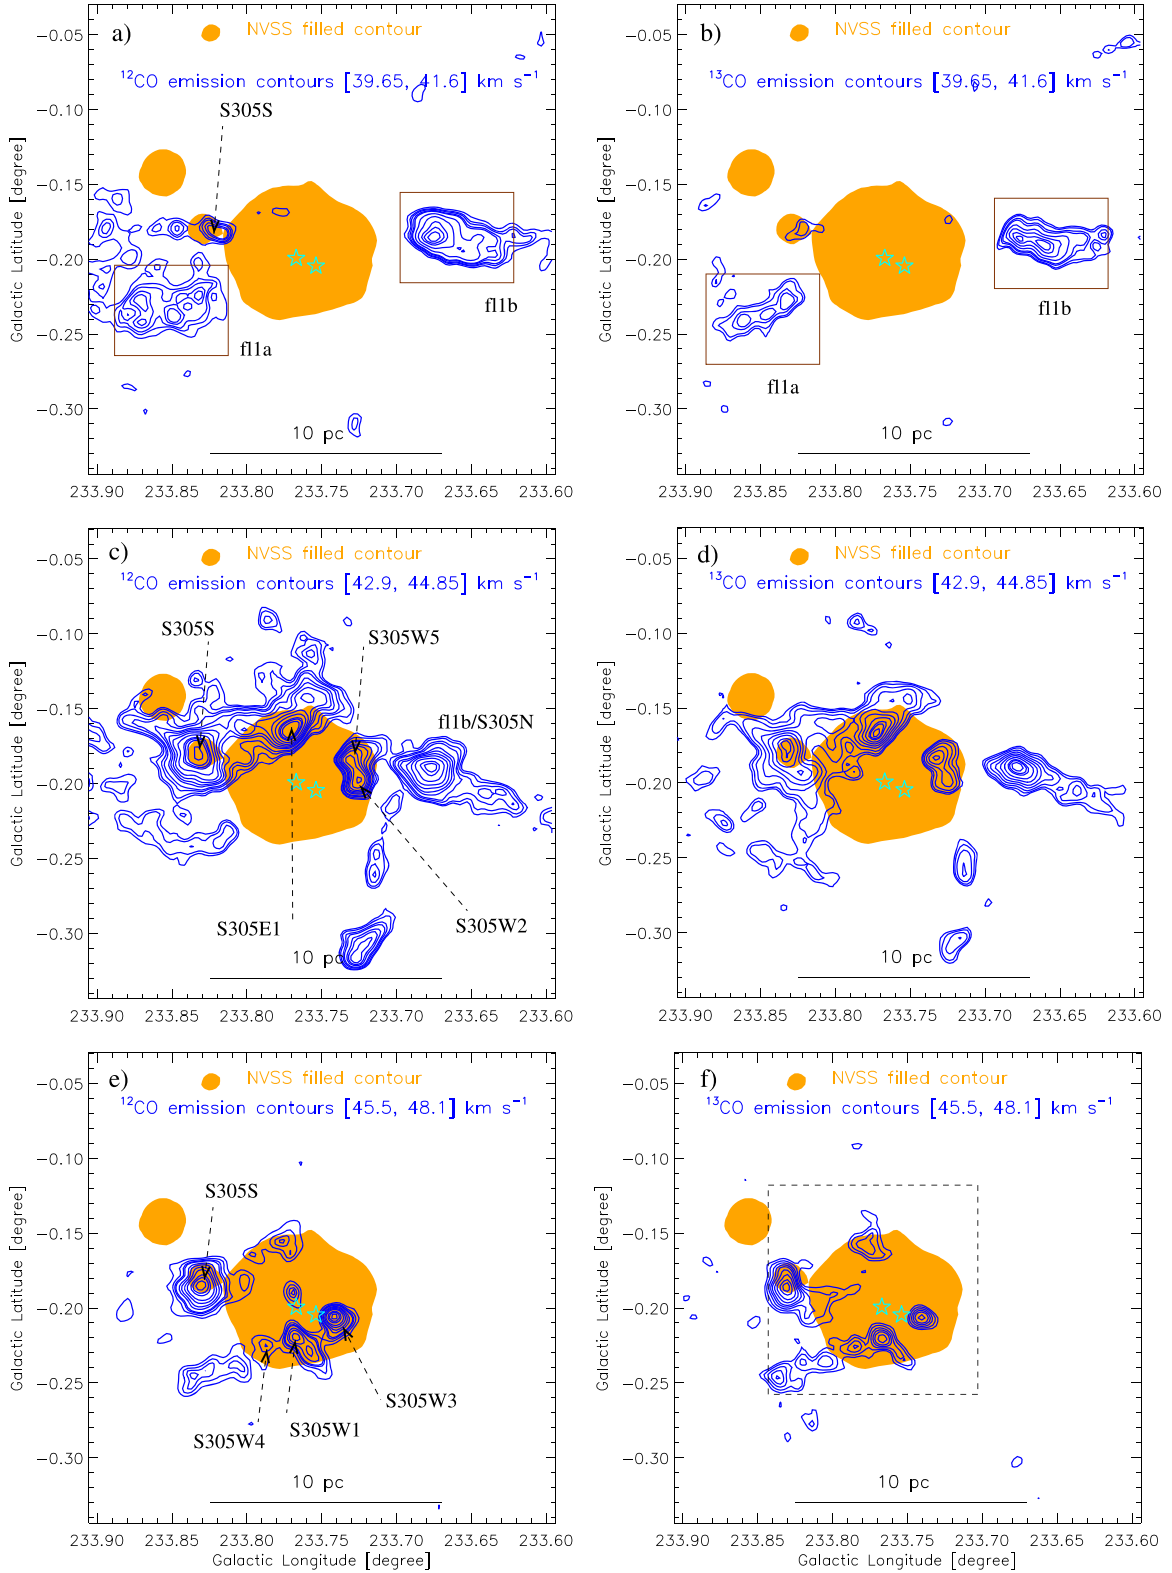 a)
NVSS filled contour
¹²CO emission contours [39.65, 41.6] km s⁻¹
S305S
fl1b
fl1a
10 pc
Galactic Latitude [degree]
−0.05
−0.10
−0.15
−0.20
−0.25
−0.30
233.90 233.85 233.80 233.75 233.70 233.65 233.60
b)
NVSS filled contour
¹³CO emission contours [39.65, 41.6] km s⁻¹
fl1b
fl1a
10 pc
Galactic Latitude [degree]
−0.05
−0.10
−0.15
−0.20
−0.25
−0.30
233.90 233.85 233.80 233.75 233.70 233.65 233.60
c)
NVSS filled contour
¹²CO emission contours [42.9, 44.85] km s⁻¹
S305S
S305W5
fl1b/S305N
S305E1
S305W2
10 pc
Galactic Latitude [degree]
−0.05
−0.10
−0.15
−0.20
−0.25
−0.30
233.90 233.85 233.80 233.75 233.70 233.65 233.60
d)
NVSS filled contour
¹³CO emission contours [42.9, 44.85] km s⁻¹
10 pc
Galactic Latitude [degree]
−0.05
−0.10
−0.15
−0.20
−0.25
−0.30
233.90 233.85 233.80 233.75 233.70 233.65 233.60
e)
NVSS filled contour
¹²CO emission contours [45.5, 48.1] km s⁻¹
S305S
S305W3
S305W1
S305W4
10 pc
Galactic Latitude [degree]
−0.05
−0.10
−0.15
−0.20
−0.25
−0.30
233.90 233.85 233.80 233.75 233.70 233.65 233.60
Galactic Longitude [degree]
f)
NVSS filled contour
¹³CO emission contours [45.5, 48.1] km s⁻¹
10 pc
Galactic Latitude [degree]
−0.05
−0.10
−0.15
−0.20
−0.25
−0.30
233.90 233.85 233.80 233.75 233.70 233.65 233.60
Galactic Longitude [degree]